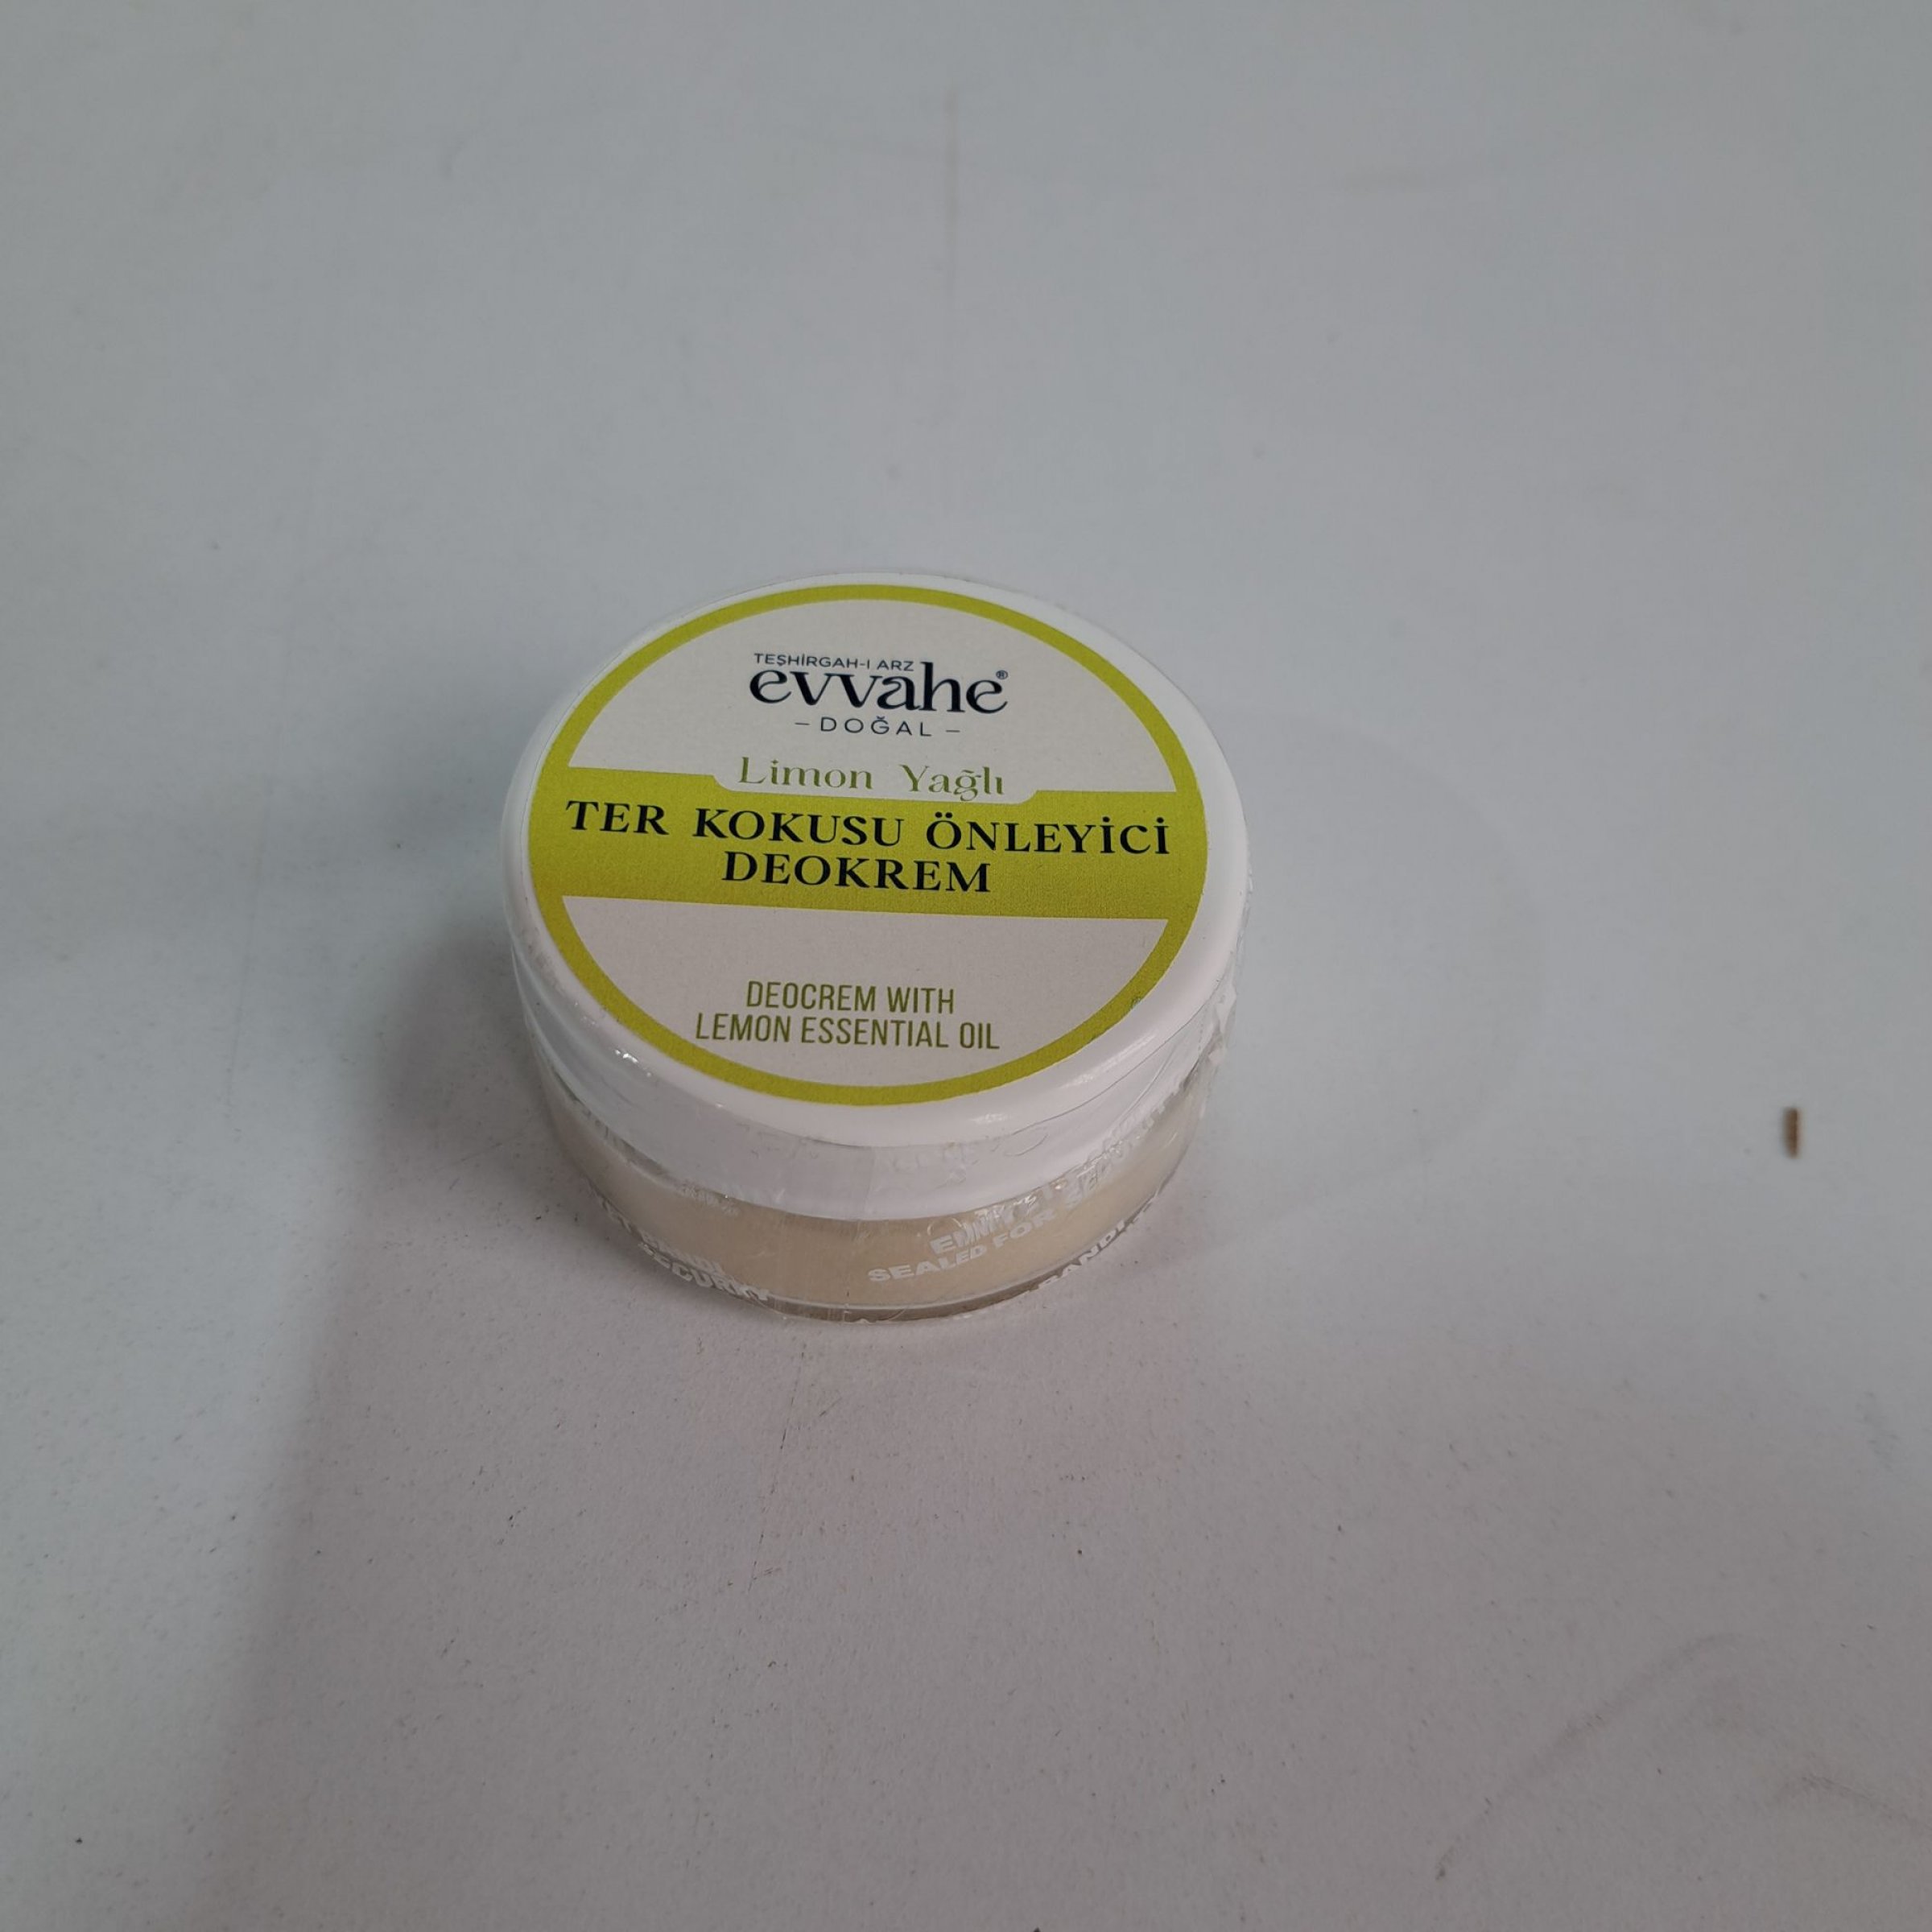 TEŞHİRGAH-I ARZ
evvahe®
– DOĞAL –
Limon Yağlı
TER KOKUSU ÖNLEYİCİ
DEOKREM
DEOCREM WITH
LEMON ESSENTIAL OIL
SEALED FOR